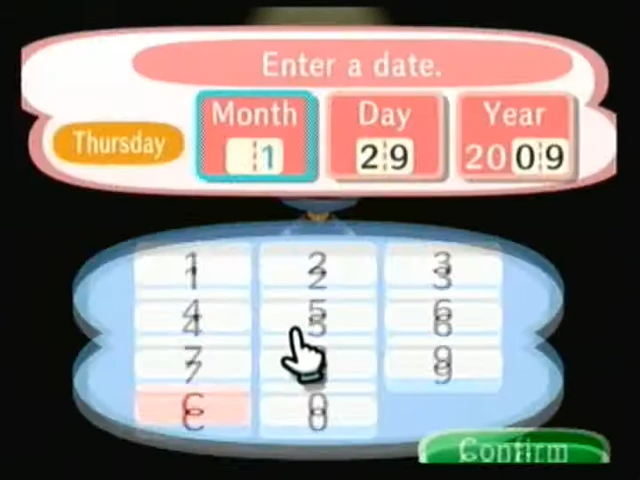 Enter a date.
Thursday
Month
Day
Year
1
29
2009
1 2 3
4 5 6
7 9
C 0
Confirm